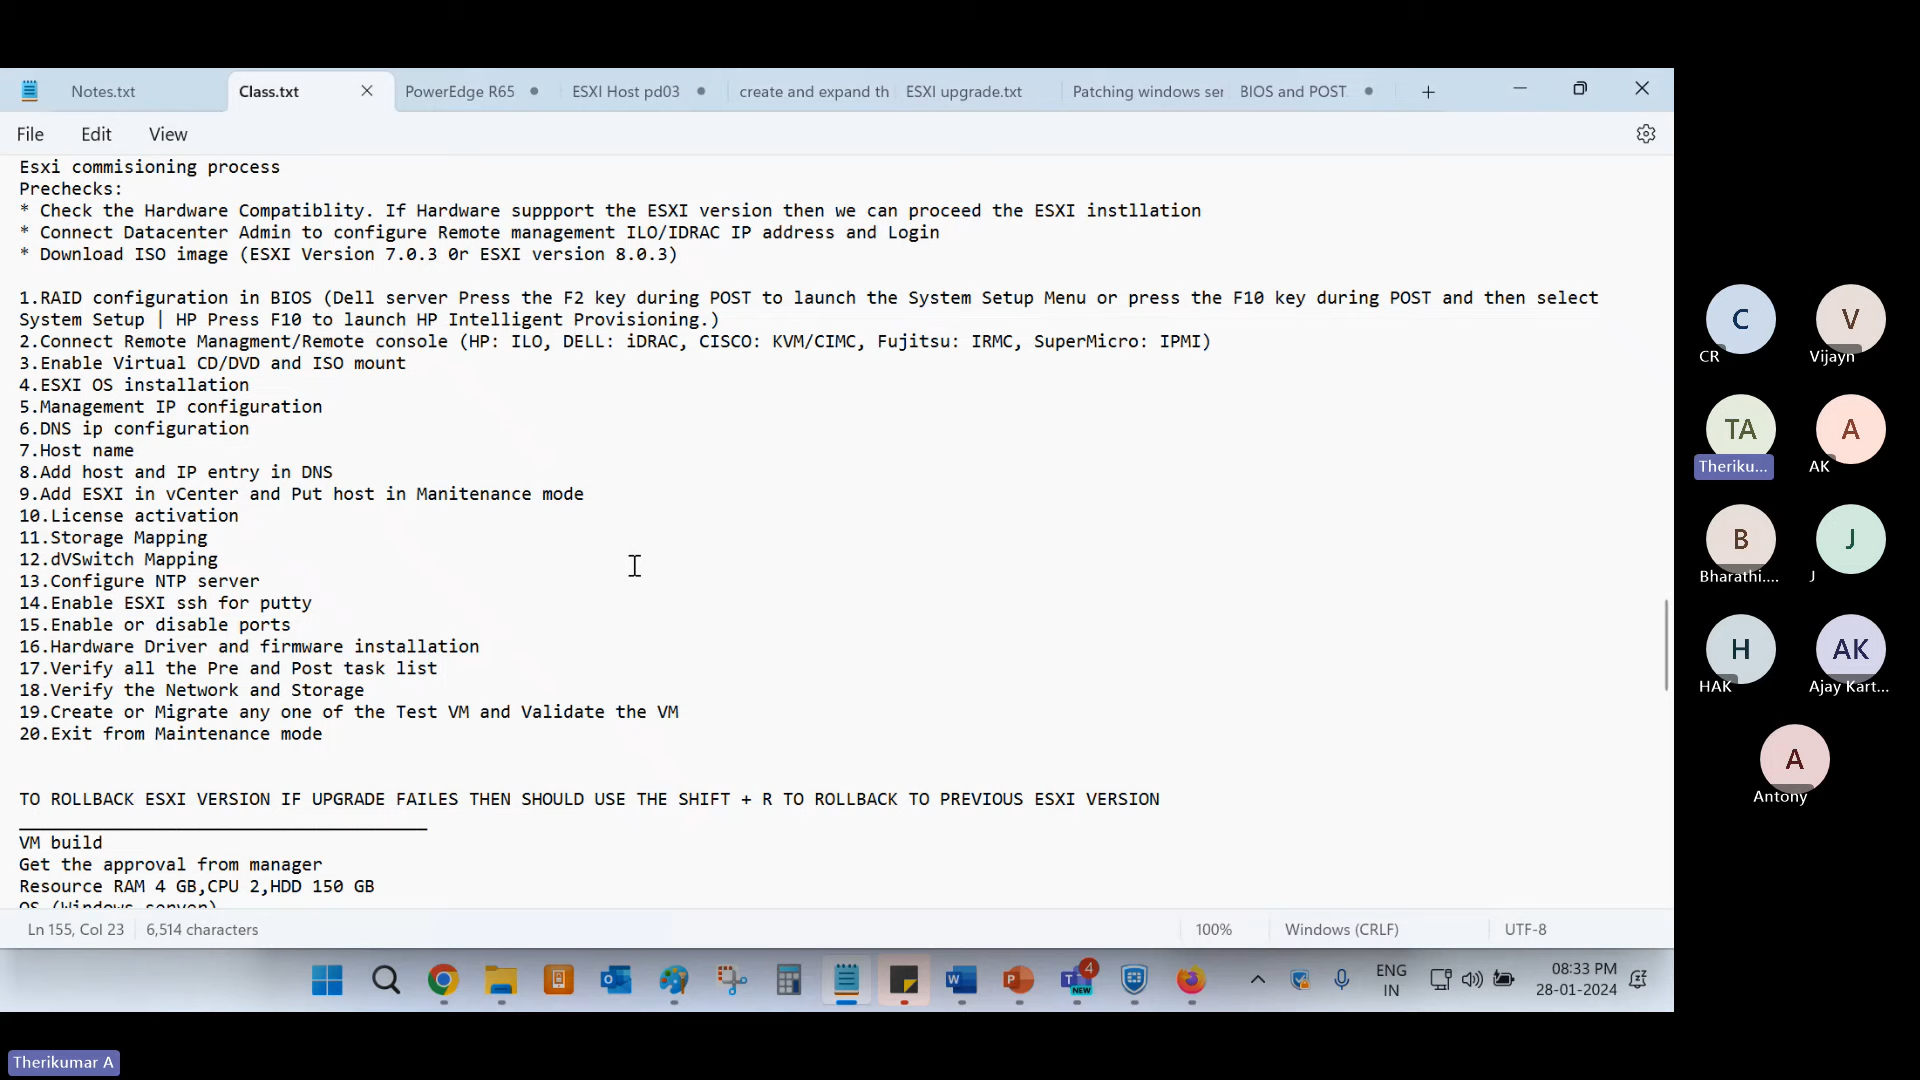 Notes.txt
Class.txt
PowerEdge R65
ESXI Host pd03
create and expand th
ESXI upgrade.txt
Patching windows ser
BIOS and POST.
File
Edit
View
Esxi commisioning process
Prechecks:
* Check the Hardware Compatiblity. If Hardware suppport the ESXI version then we can proceed the ESXI instllation
* Connect Datacenter Admin to configure Remote management ILO/IDRAC IP address and Login
* Download ISO image (ESXI Version 7.0.3 0r ESXI version 8.0.3)
1.RAID configuration in BIOS (Dell server Press the F2 key during POST to launch the System Setup Menu or press the F10 key during POST and then select
System Setup | HP Press F10 to launch HP Intelligent Provisioning.)
2.Connect Remote Managment/Remote console (HP: ILO, DELL: iDRAC, CISCO: KVM/CIMC, Fujitsu: IRMC, SuperMicro: IPMI)
3.Enable Virtual CD/DVD and ISO mount
4.ESXI OS installation
5.Management IP configuration
6.DNS ip configuration
7.Host name
8.Add host and IP entry in DNS
9.Add ESXI in vCenter and Put host in Manitenance mode
10.License activation
11.Storage Mapping
12.dVSwitch Mapping
13.Configure NTP server
14.Enable ESXI ssh for putty
15.Enable or disable ports
16.Hardware Driver and firmware installation
17.Verify all the Pre and Post task list
18.Verify the Network and Storage
19.Create or Migrate any one of the Test VM and Validate the VM
20.Exit from Maintenance mode
TO ROLLBACK ESXI VERSION IF UPGRADE FAILES THEN SHOULD USE THE SHIFT + R TO ROLLBACK TO PREVIOUS ESXI VERSION
VM build
Get the approval from manager
Resource RAM 4 GB,CPU 2,HDD 150 GB
OS (Windows server)
Ln 155, Col 23
6,514 characters
100%
Windows (CRLF)
UTF-8
4
NEW
ENG
IN
08:33 PM
28-01-2024
C
CR
V
Vijayn
TA
Theriku...
A
AK
B
Bharathi....
J
J
H
HAK
AK
Ajay Kart...
A
Antony
Therikumar A